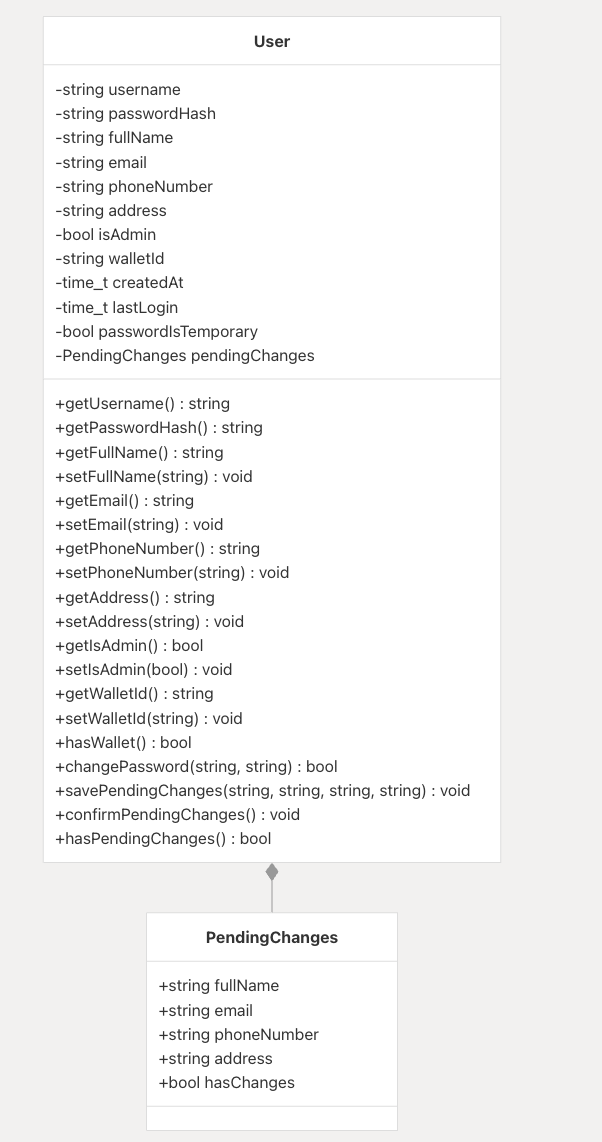 User
-string username
-string passwordHash
-string fullName
-string email
-string phoneNumber
-string address
-bool isAdmin
-string walletId
-time_t createdAt
-time_t lastLogin
-bool passwordIsTemporary
-PendingChanges pendingChanges
+getUsername() : string
+getPasswordHash() : string
+getFullName() : string
+setFullName(string) : void
+getEmail() : string
+setEmail(string) : void
+getPhoneNumber() : string
+setPhoneNumber(string) : void
+getAddress() : string
+setAddress(string) : void
+getIsAdmin() : bool
+setIsAdmin(bool) : void
+getWalletId() : string
+setWalletId(string) : void
+hasWallet() : bool
+changePassword(string, string) : bool
+savePendingChanges(string, string, string, string) : void
+confirmPendingChanges() : void
+hasPendingChanges() : bool
PendingChanges
+string fullName
+string email
+string phoneNumber
+string address
+bool hasChanges